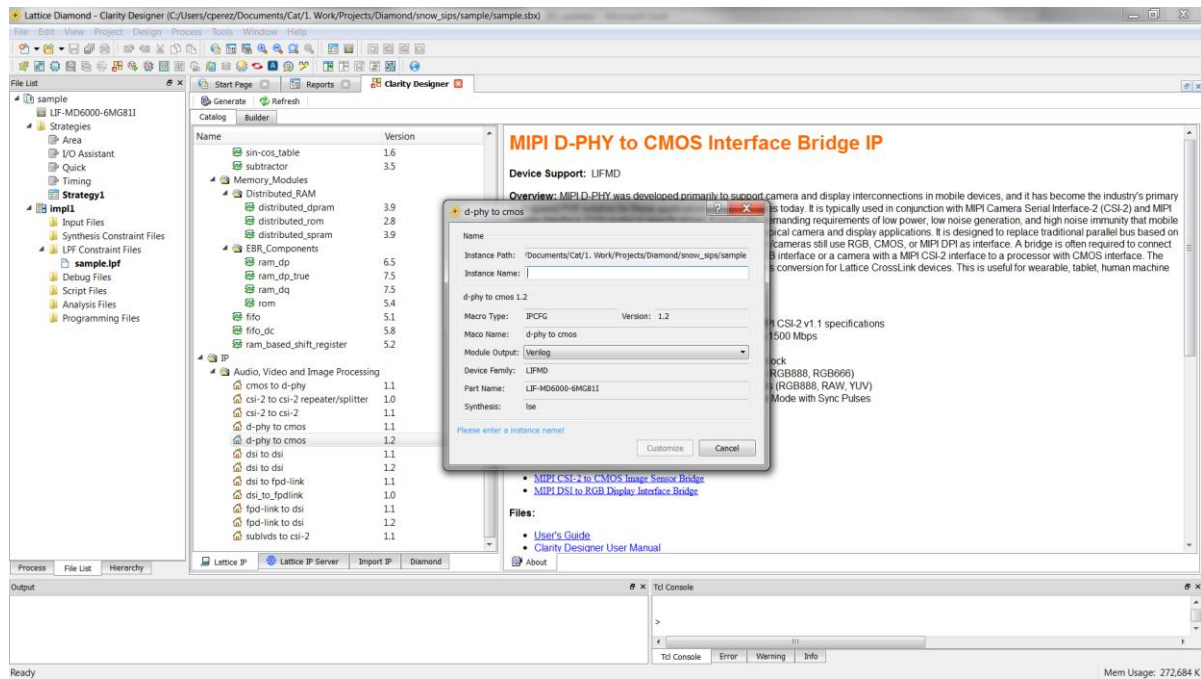 Lattice Diamond - Clarity Designer (C:/Users/cperez/Documents/Cat/1. Work/Projects/Diamond/snow_sips/sample/sample.sbx)
File Edit View Project Design Process Tools Window Help
File List
Start Page
Reports
Clarity Designer
sample
LIF-MD6000-6MG81I
Strategies
Area
I/O Assistant
Quick
Timing
Strategy1
impl1
Input Files
Synthesis Constraint Files
LPF Constraint Files
sample.lpf
Debug Files
Script Files
Analysis Files
Programming Files
Process File List Hierarchy
Generate Refresh
Catalog Builder
Name Version
sin-cos_table 1.6
subtractor 3.5
Memory_Modules
Distributed_RAM
distributed_dpram 3.9
distributed_rom 2.8
distributed_spram 3.9
EBR_Components
ram_dp 6.5
ram_dp_true 7.5
ram_dq 7.5
rom 5.4
fifo 5.1
fifo_dc 5.8
ram_based_shift_register 5.2
IP
Audio, Video and Image Processing
cmos to d-phy 1.1
csi-2 to csi-2 repeater/splitter 1.0
csi-2 to csi-2 1.1
d-phy to cmos 1.1
d-phy to cmos 1.2
dsi to dsi 1.1
dsi to dsi 1.2
dsi to fpd-link 1.1
dsi_to_fpdlink 1.0
fpd-link to dsi 1.1
fpd-link to dsi 1.2
sublvds to csi-2 1.1
Lattice IP Lattice IP Server Import IP Diamond
MIPI D-PHY to CMOS Interface Bridge IP
Device Support: LIFMD
Overview: MIPI D-PHY was developed primarily to support camera and display interconnections in mobile devices, and it has become the industry's primary
s today. It is typically used in conjunction with MIPI Camera Serial Interface-2 (CSI-2) and MIPI
emanding requirements of low power, low noise generation, and high noise immunity that mobile
pical camera and display applications. It is designed to replace traditional parallel bus based on
/cameras still use RGB, CMOS, or MIPI DPI as interface. A bridge is often required to connect
B interface or a camera with a MIPI CSI-2 interface to a processor with CMOS interface. The
s conversion for Lattice CrossLink devices. This is useful for wearable, tablet, human machine
I CSI-2 v1.1 specifications
1500 Mbps
ock
RGB888, RGB666)
(RGB888, RAW, YUV)
Mode with Sync Pulses
MIPI CSI-2 to CMOS Image Sensor Bridge
MIPI DSI to RGB Display Interface Bridge
Files:
User's Guide
Clarity Designer User Manual
About
d-phy to cmos
Name
Instance Path: /Documents/Cat/1. Work/Projects/Diamond/snow_sips/sample
Instance Name:
d-phy to cmos 1.2
Macro Type: IPCFG Version: 1.2
Maco Name: d-phy to cmos
Module Output: Verilog
Device Family: LIFMD
Part Name: LIF-MD6000-6MG81I
Synthesis: lse
Please enter a instance name!
Customize Cancel
Output
Tcl Console
>
Tcl Console Error Warning Info
Ready
Mem Usage: 272,684 K